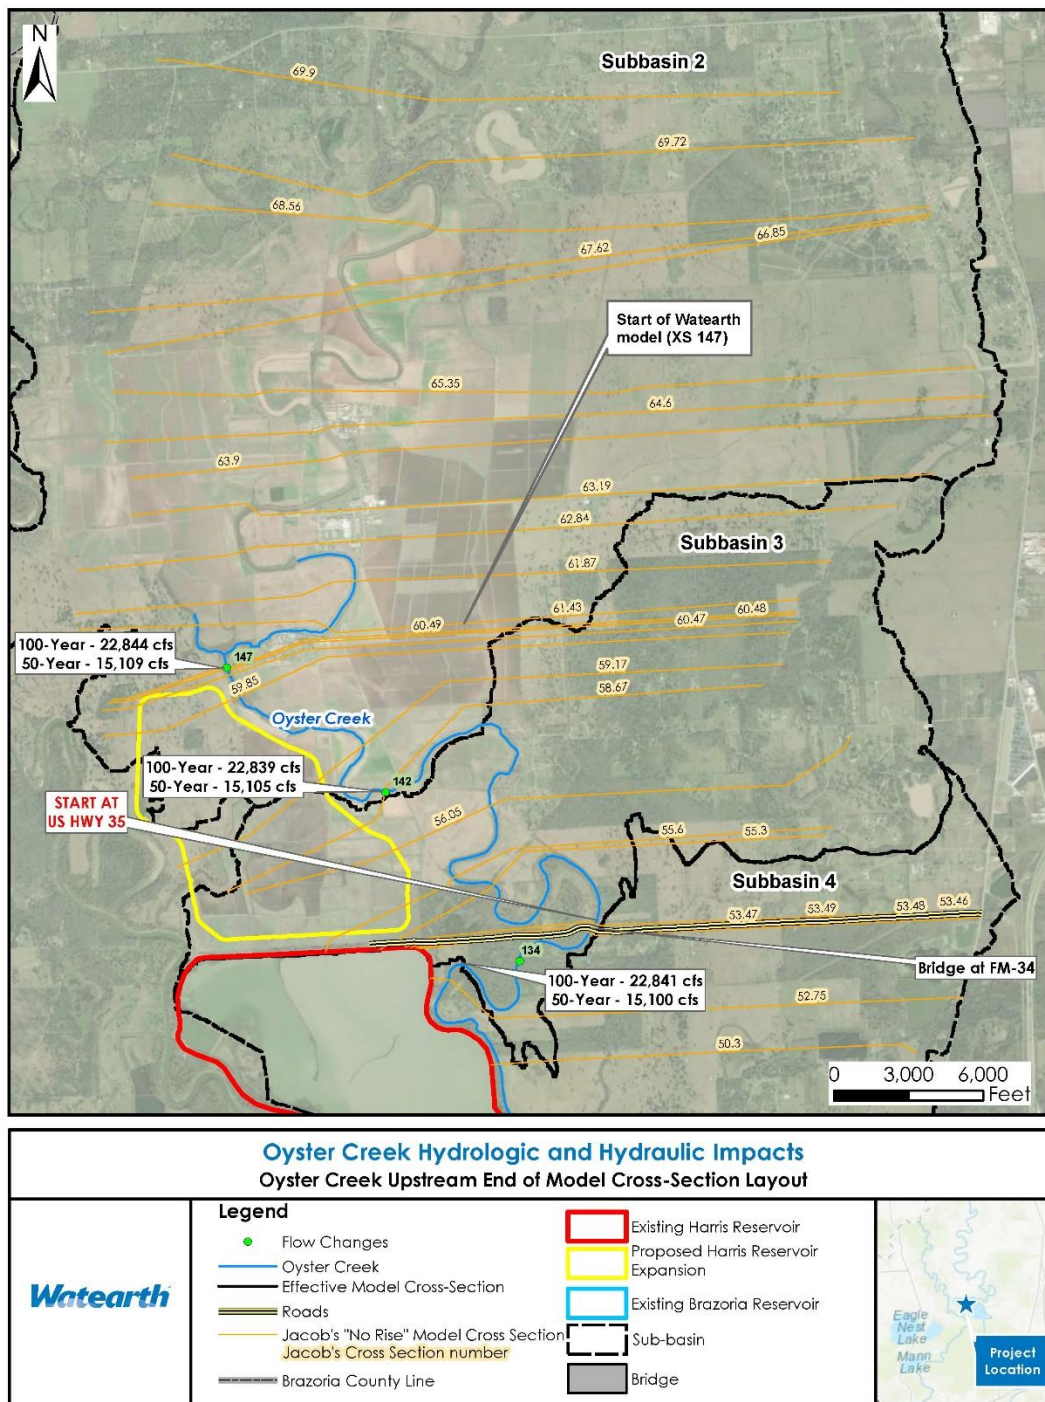 N
Subbasin 2
69.9
69.72
68.56
66.85
67.62
Start of Watearth
model (XS 147)
65.35
64.6
63.9
63.19
62.84
Subbasin 3
61.87
61.43
60.48
60.49
60.47
100-Year - 22,844 cfs
50-Year - 15,109 cfs
147
59.17
59.85
58.67
Oyster Creek
100-Year - 22,839 cfs
50-Year - 15,105 cfs
142
START AT
US HWY 35
56.05
55.6
55.3
Subbasin 4
53.47
53.49
53.48
53.46
134
Bridge at FM-34
100-Year - 22,841 cfs
50-Year - 15,100 cfs
52.75
50.3
0 3,000 6,000
Feet
Oyster Creek Hydrologic and Hydraulic Impacts
Oyster Creek Upstream End of Model Cross-Section Layout
Watearth
Legend
Flow Changes
Oyster Creek
Effective Model Cross-Section
Roads
Jacob's "No Rise" Model Cross Section
Jacob's Cross Section number
Brazoria County Line
Existing Harris Reservoir
Proposed Harris Reservoir
Expansion
Existing Brazoria Reservoir
Sub-basin
Bridge
Eagle
Nest
Lake
Mann
Lake
Project
Location